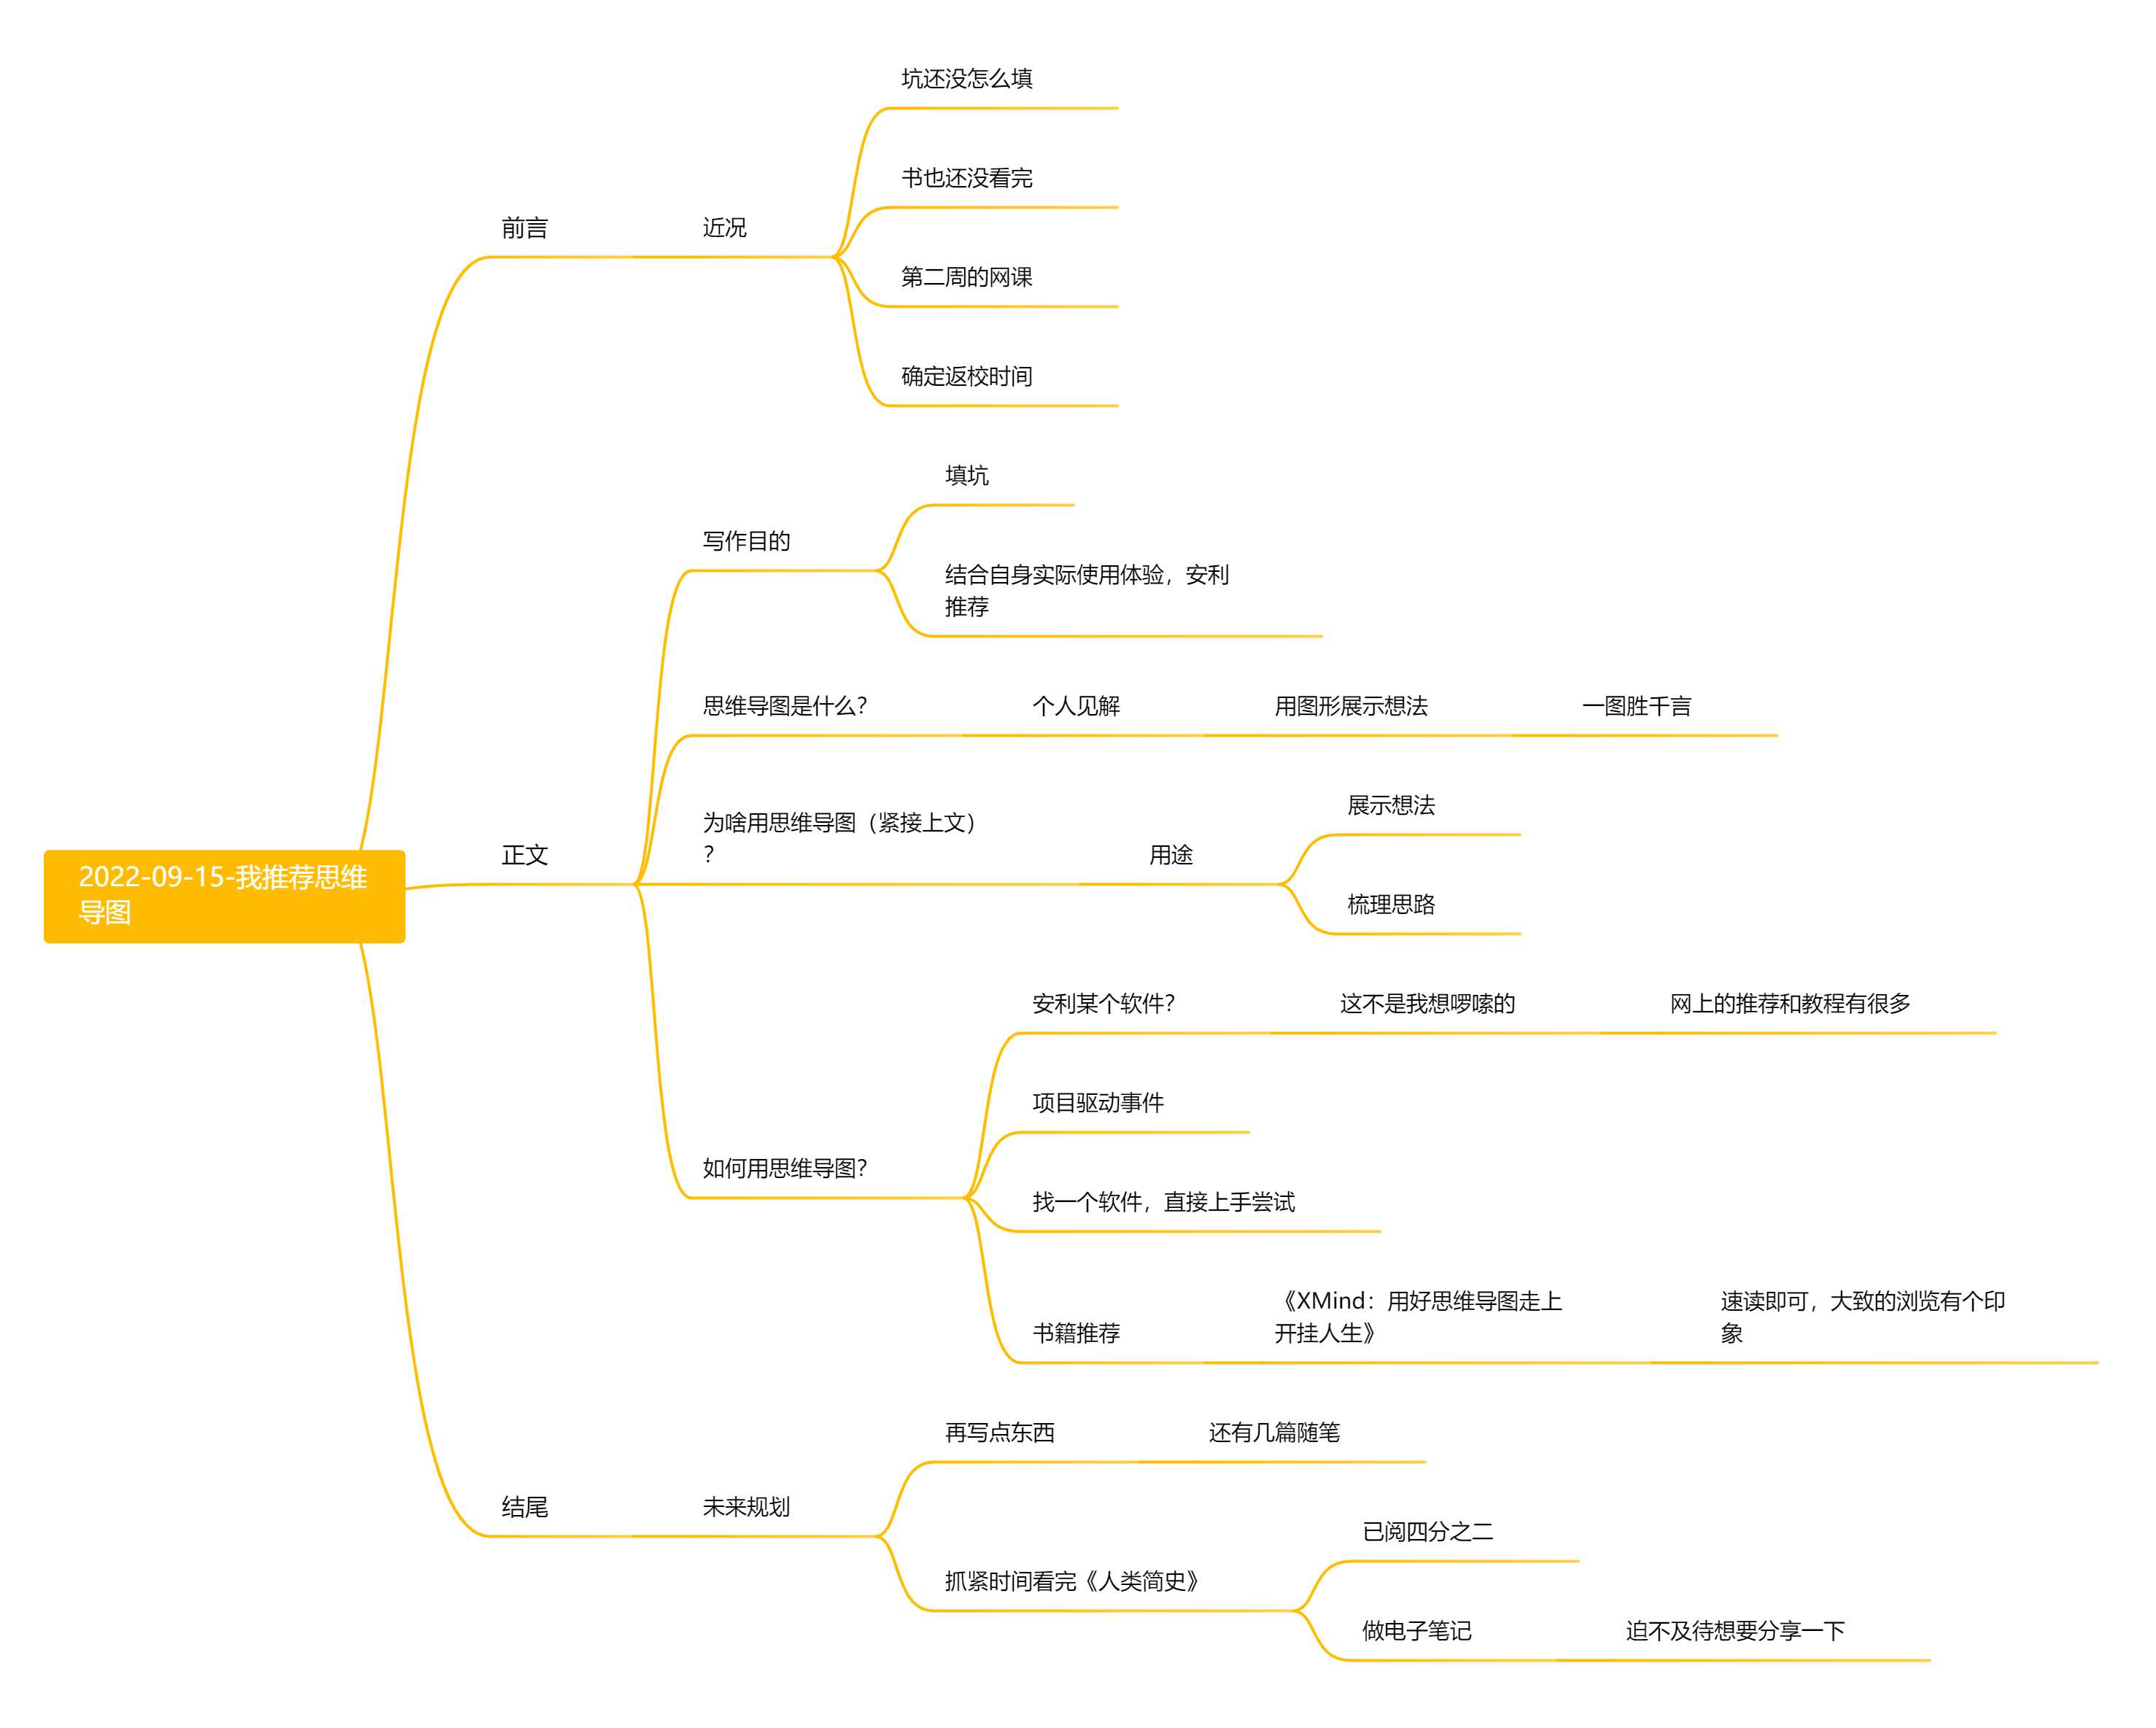 2022-09-15-我推荐思维
导图
前言
近况
坑还没怎么填
书也还没看完
第二周的网课
确定返校时间
正文
写作目的
填坑
结合自身实际使用体验，安利
推荐
思维导图是什么？
个人见解
用图形展示想法
一图胜千言
为啥用思维导图（紧接上文）
？
用途
展示想法
梳理思路
如何用思维导图？
安利某个软件？
这不是我想啰嗦的
网上的推荐和教程有很多
项目驱动事件
找一个软件，直接上手尝试
书籍推荐
《XMind：用好思维导图走上
开挂人生》
速读即可，大致的浏览有个印
象
结尾
未来规划
再写点东西
还有几篇随笔
抓紧时间看完《人类简史》
已阅四分之二
做电子笔记
迫不及待想要分享一下